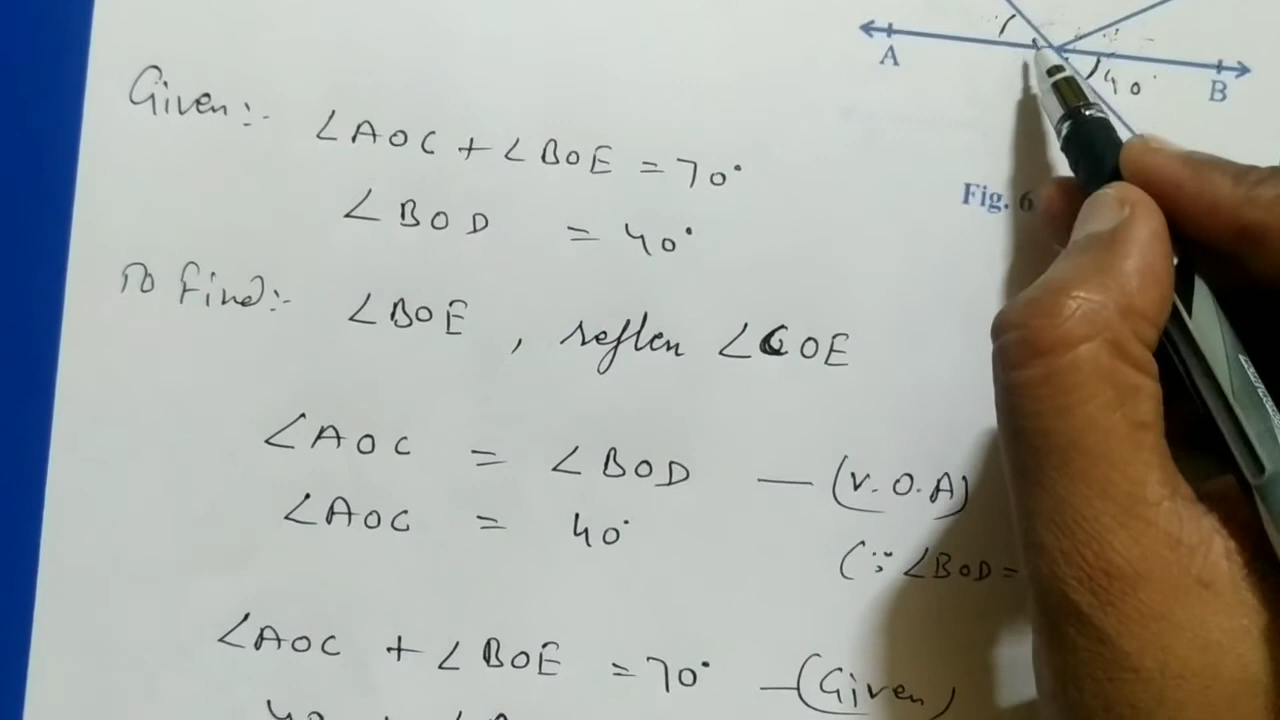 A
40°
B
Fig. 6
Given:-
∠AOC + ∠BOE = 70°
∠BOD = 40°
To Find:- ∠BOE, reflex ∠COE
∠AOC = ∠BOD — (V.O.A)
∠AOC = 40°
(∵ ∠BOD =
∠AOC + ∠BOE = 70° — (Given)
40 +